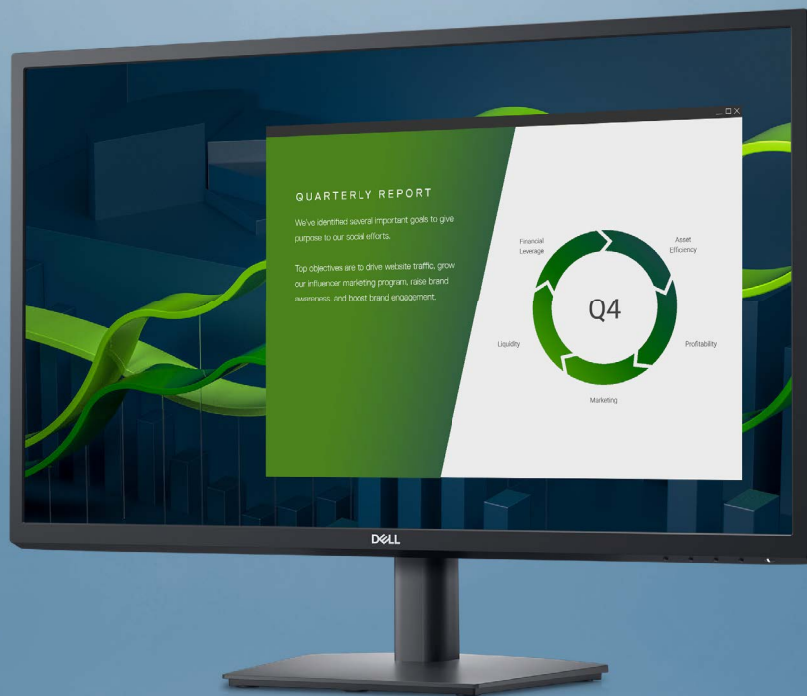 QUARTERLY REPORT
We've identified several important goals to give
purpose to our social efforts.
Top objectives are to drive website traffic, grow
our influencer marketing program, raise brand
awareness, and boost brand engagement.
Financial
Leverage
Asset
Efficiency
Q4
Liquidity
Profitability
Marketing
DELL